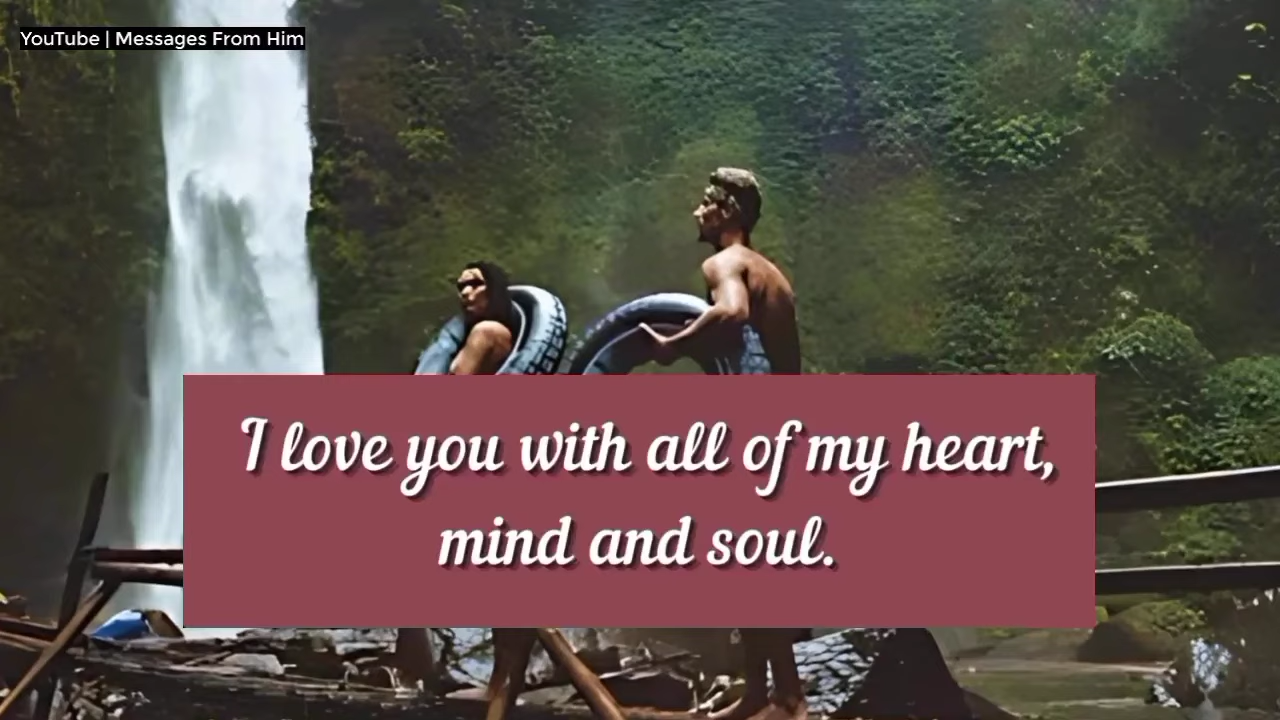 YouTube | Messages From Him
I love you with all of my heart,
mind and soul.